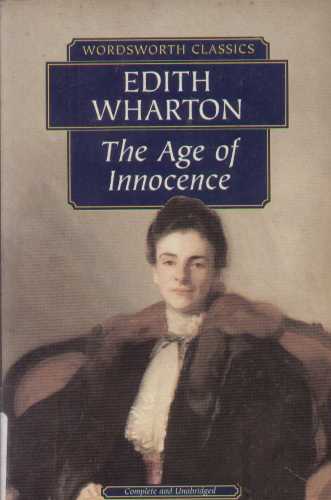 WORDSWORTH CLASSICS
EDITH
WHARTON
The Age of
Innocence
Complete and Unabridged